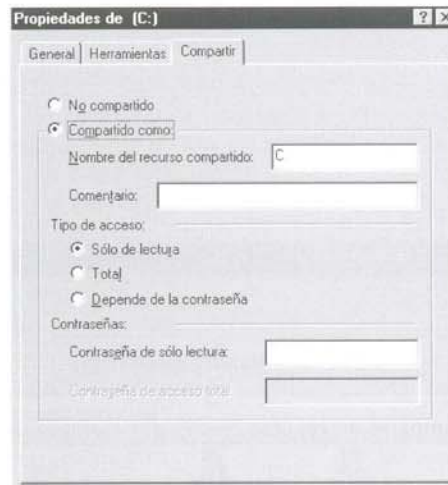 Propiedades de (C:)
General Herramientas Compartir
No compartido
Compartido como:
Nombre del recurso compartido: C
Comentario:
Tipo de acceso:
Sólo de lectura
Total
Depende de la contraseña
Contraseñas:
Contraseña de sólo lectura:
Contraseña de acceso total: